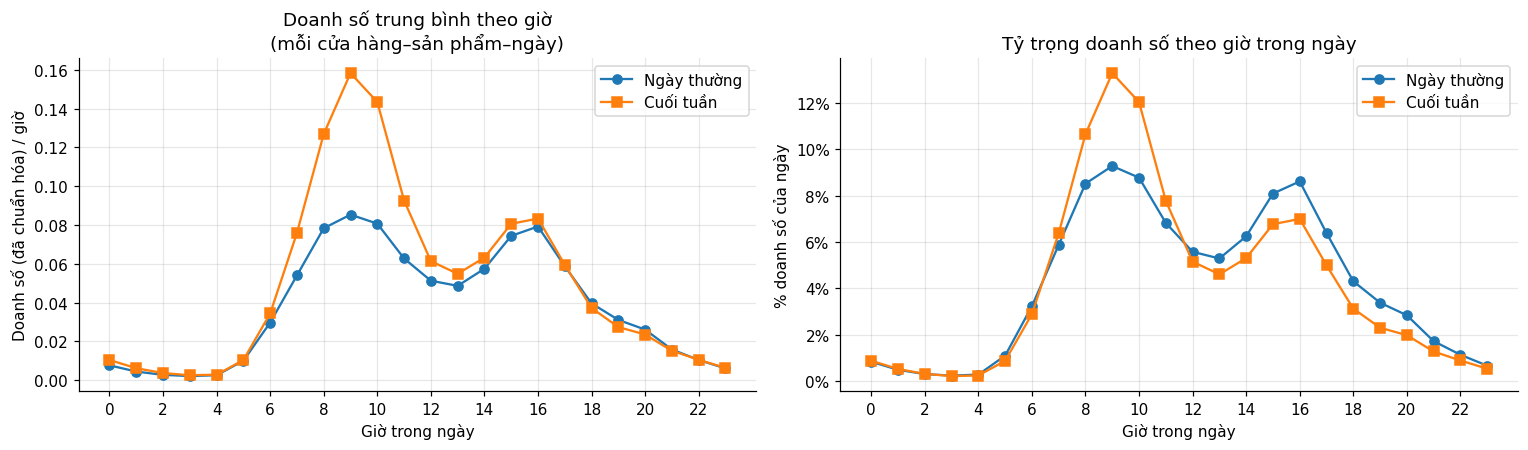 Doanh số trung bình theo giờ
(mỗi cửa hàng–sản phẩm–ngày)
Doanh số (đã chuẩn hóa) / giờ
0.16
0.14
0.12
0.10
0.08
0.06
0.04
0.02
0.00
Ngày thường
Cuối tuần
0 2 4 6 8 10 12 14 16 18 20 22
Giờ trong ngày
Tỷ trọng doanh số theo giờ trong ngày
% doanh số của ngày
12%
10%
8%
6%
4%
2%
0%
Ngày thường
Cuối tuần
0 2 4 6 8 10 12 14 16 18 20 22
Giờ trong ngày